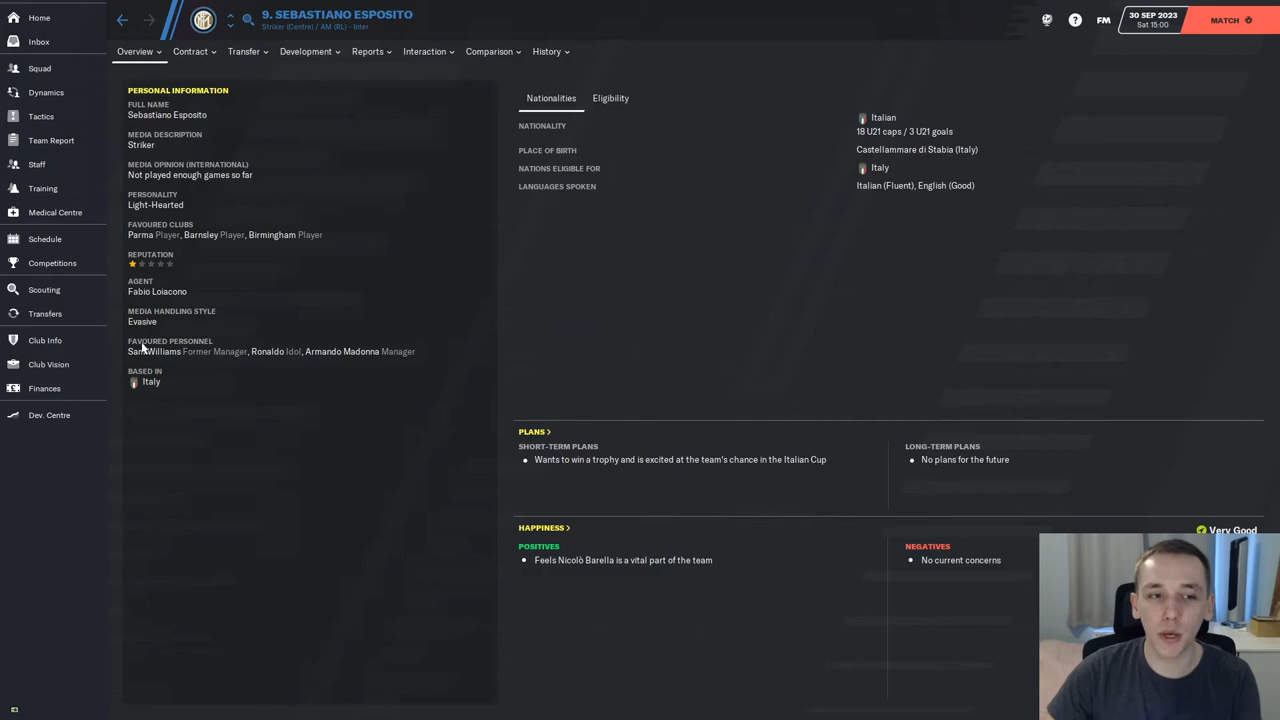 Home
Inbox
Squad
Dynamics
Tactics
Team Report
Staff
Training
Medical Centre
Schedule
Competitions
Scouting
Transfers
Club Info
Club Vision
Finances
Dev. Centre
9. SEBASTIANO ESPOSITO
Striker (Centre) / AM (RL) - Inter
FM
30 SEP 2023
Sat 15:00
MATCH
Overview
Contract
Transfer
Development
Reports
Interaction
Comparison
History
PERSONAL INFORMATION
FULL NAME
Sebastiano Esposito
MEDIA DESCRIPTION
Striker
MEDIA OPINION (INTERNATIONAL)
Not played enough games so far
PERSONALITY
Light-Hearted
FAVOURED CLUBS
Parma Player, Barnsley Player, Birmingham Player
REPUTATION
AGENT
Fabio Loiacono
MEDIA HANDLING STYLE
Evasive
FAVOURED PERSONNEL
Sam Williams Former Manager, Ronaldo Idol, Armando Madonna Manager
BASED IN
Italy
Nationalities
Eligibility
NATIONALITY
Italian
18 U21 caps / 3 U21 goals
PLACE OF BIRTH
Castellammare di Stabia (Italy)
NATIONS ELIGIBLE FOR
Italy
LANGUAGES SPOKEN
Italian (Fluent), English (Good)
PLANS >
SHORT-TERM PLANS
Wants to win a trophy and is excited at the team's chance in the Italian Cup
LONG-TERM PLANS
No plans for the future
HAPPINESS >
Very Good
POSITIVES
Feels Nicolò Barella is a vital part of the team
NEGATIVES
No current concerns